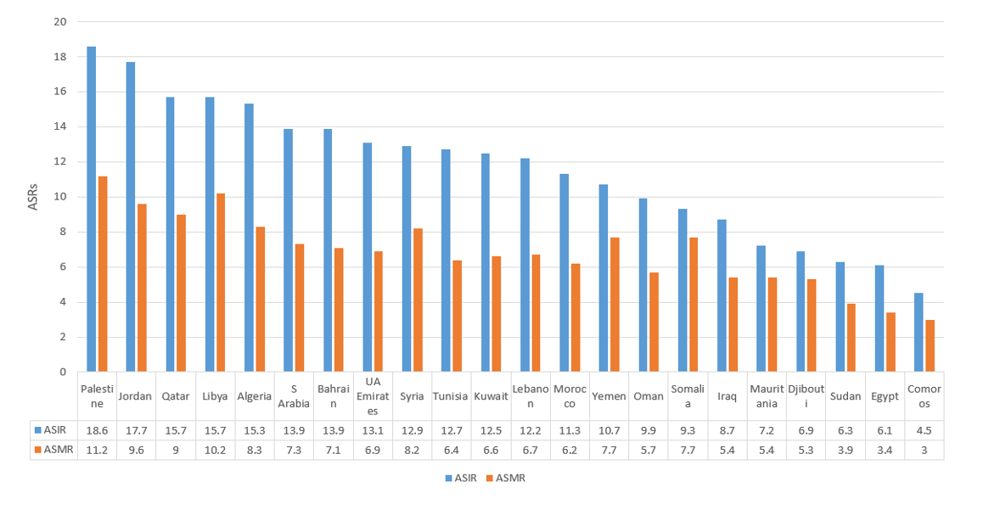 20
18
16
14
12
10
8
6
4
2
0
ASRs
Palesti
ne
Jordan
Qatar
Libya
Algeria
S
Arabia
Bahrai
n
UA
Emirat
es
Syria
Tunisia
Kuwait
Lebano
n
Moroc
co
Yemen
Oman
Somali
a
Iraq
Maurit
ania
Djibout
i
Sudan
Egypt
Comor
os
ASIR 18.6 17.7 15.7 15.7 15.3 13.9 13.9 13.1 12.9 12.7 12.5 12.2 11.3 10.7 9.9 9.3 8.7 7.2 6.9 6.3 6.1 4.5
ASMR 11.2 9.6 9 10.2 8.3 7.3 7.1 6.9 8.2 6.4 6.6 6.7 6.2 7.7 5.7 7.7 5.4 5.4 5.3 3.9 3.4 3
ASIR ASMR